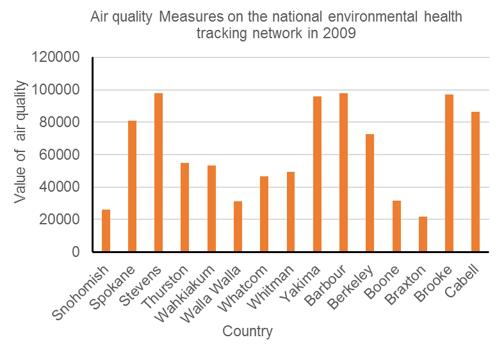 Air quality Measures on the national environmental health
tracking network in 2009
Value of air quality
120000
100000
80000
60000
40000
20000
0
Snohomish
Spokane
Stevens
Thurston
Wahkiakum
Walla Walla
Whatcom
Whitman
Yakima
Barbour
Berkeley
Boone
Braxton
Brooke
Cabell
Country